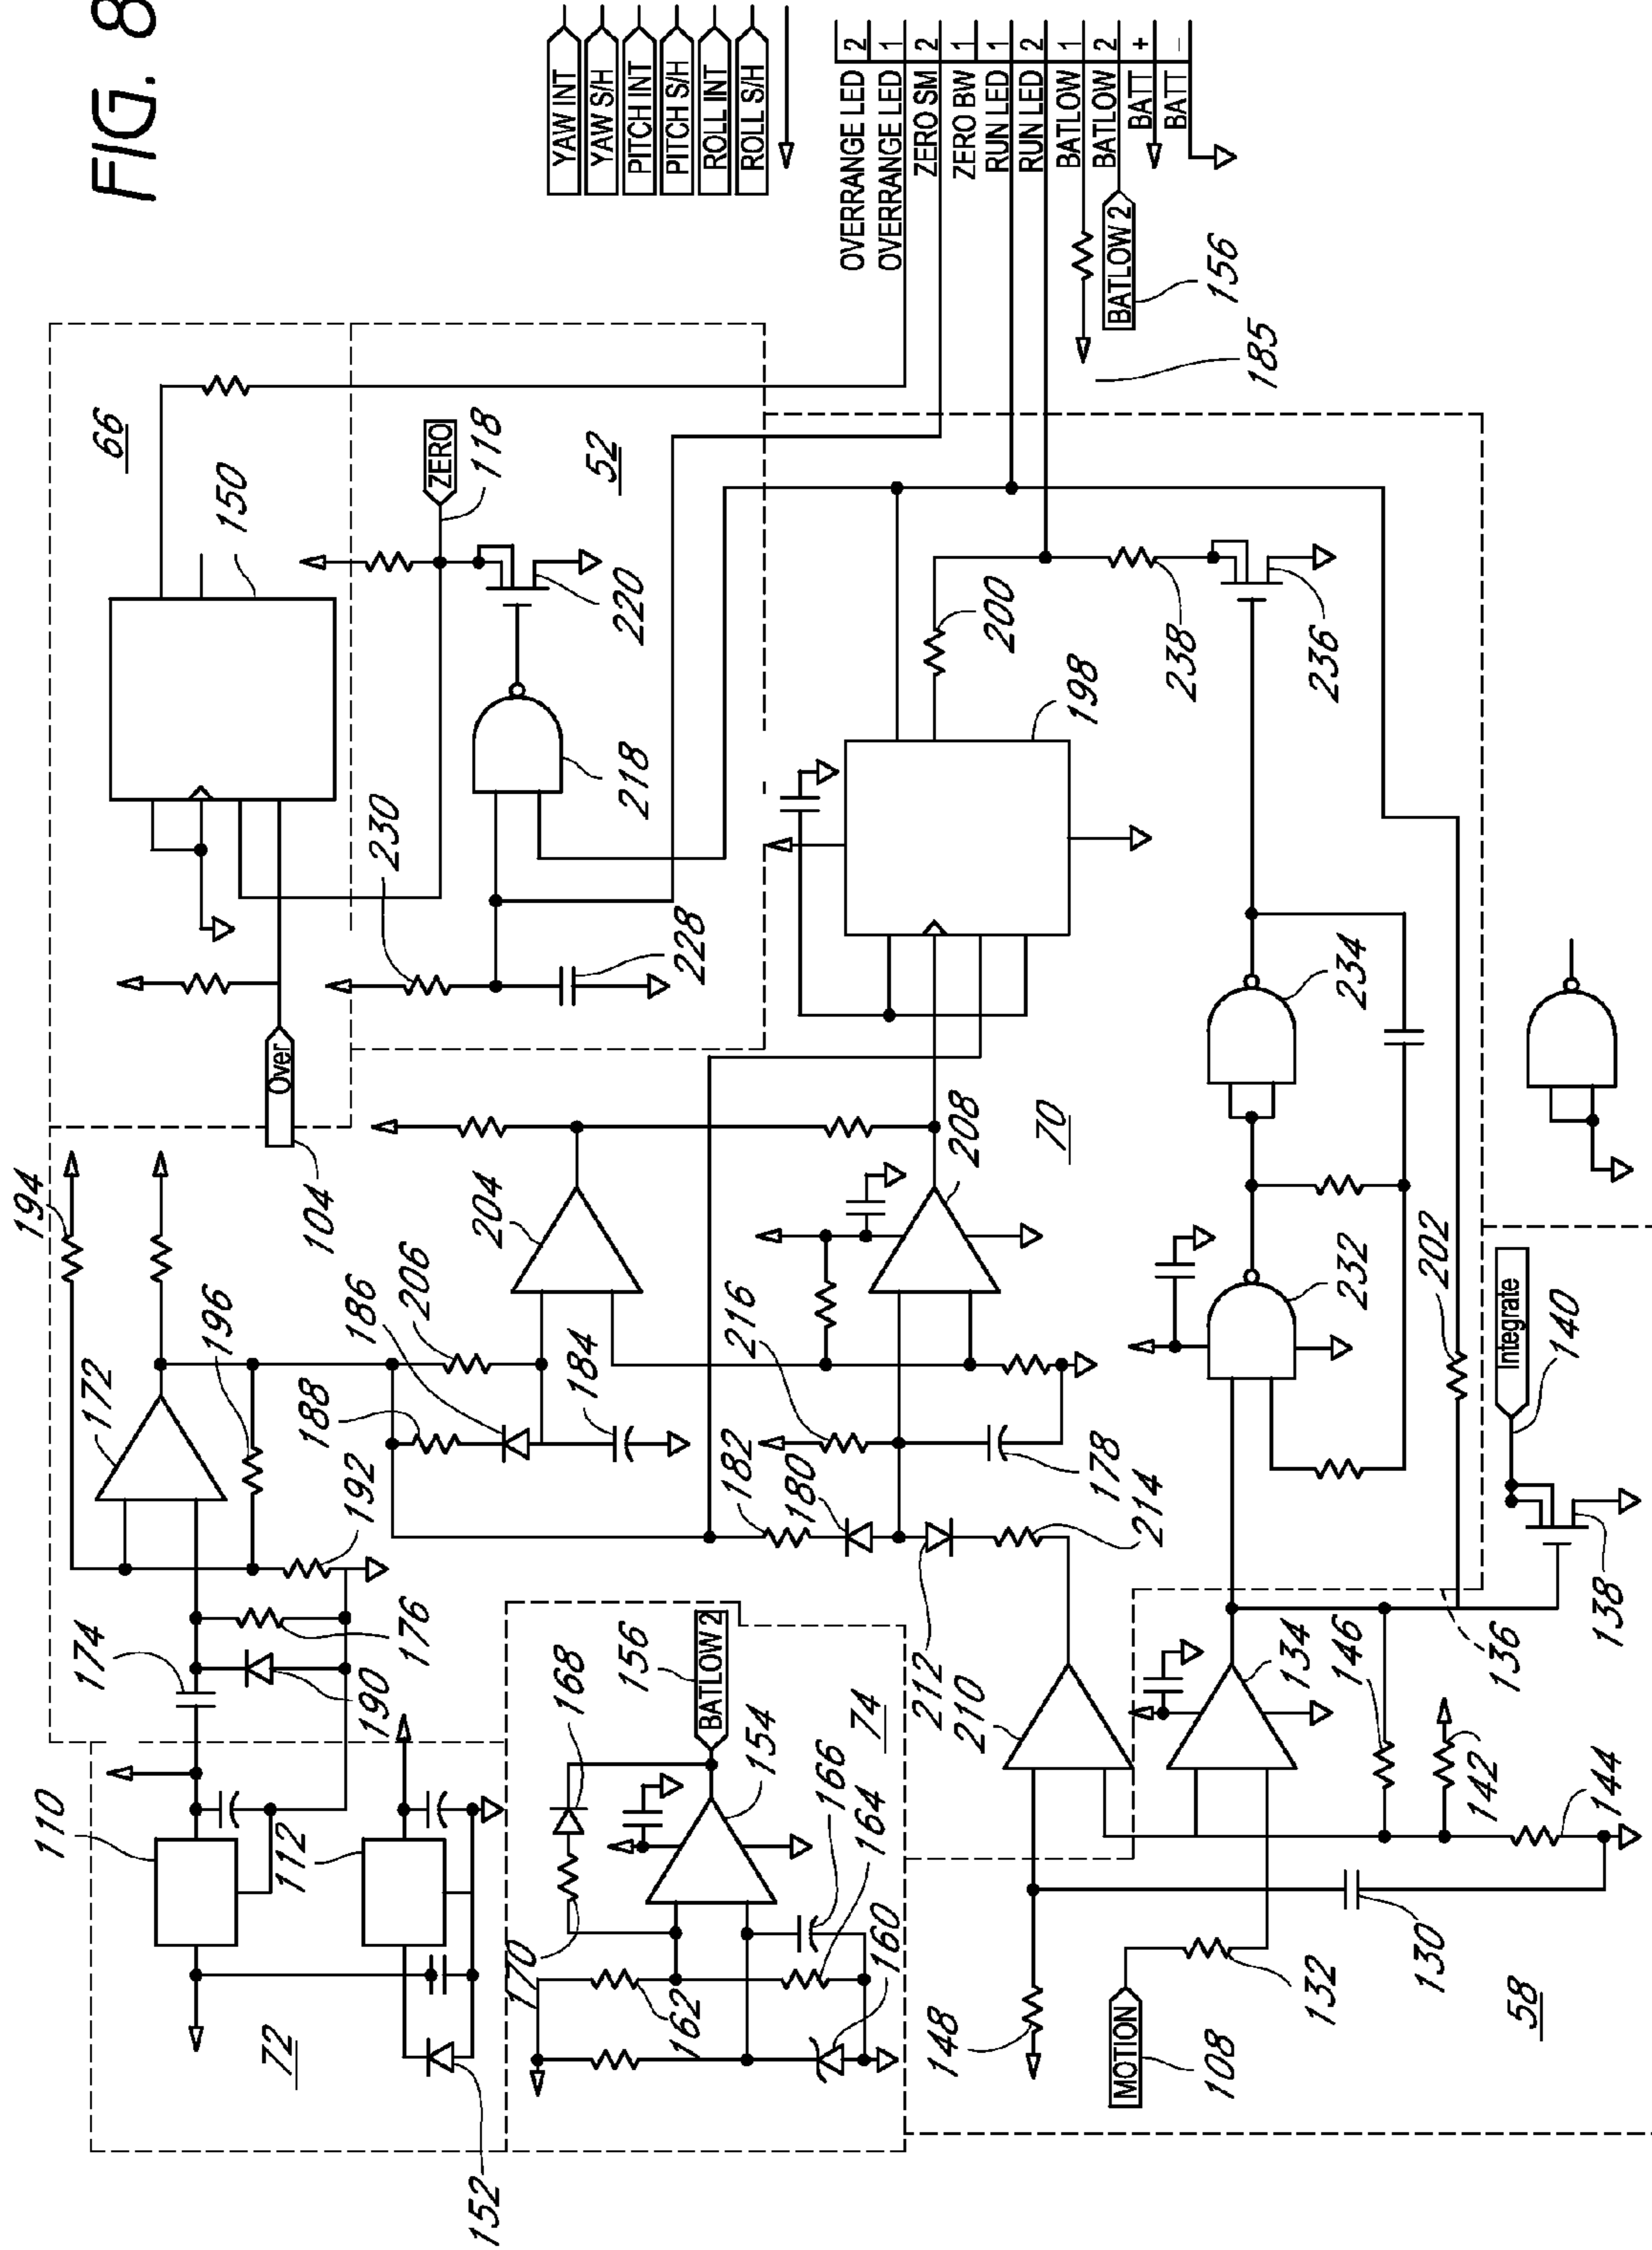 FIG. 8
YAW INT
YAW S/H
PITCH INT
PITCH S/H
ROLL INT
ROLL S/H
OVERRANGE LED 2
OVERRANGE LED 1
ZERO SM 2
ZERO BW 1
RUN LED 1
RUN LED 2
BATLOW 1
BATLOW 2
BATT +
BATT -
BATLOW 2
156
185
66
150
ZERO
118
52
220
218
230
228
Over
104
194
200
198
238
236
234
232
202
Integrate
140
138
136
172
196
192
176
174
190
204
206
186
188
184
208
70
216
182
180
178
214
212
210
110
112
72
152
BATLOW 2
156
168
154
74
166
164
160
170
162
134
146
142
144
148
MOTION
108
132
130
58